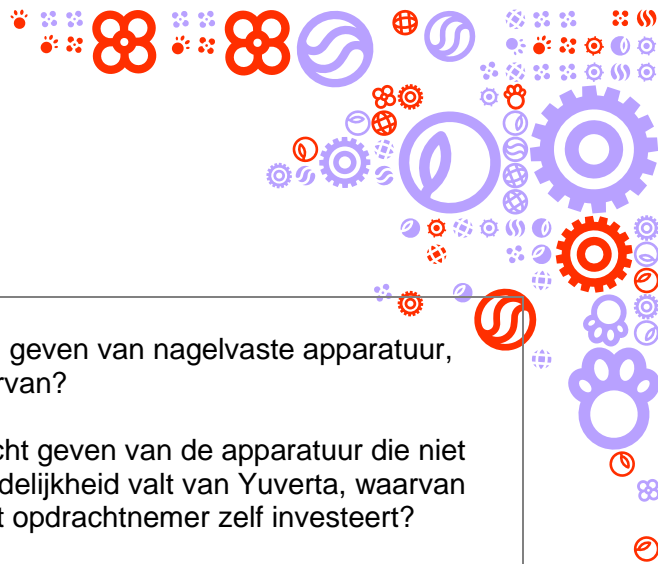 geven van nagelvaste apparatuur,
rvan?
cht geven van de apparatuur die niet
delijkheid valt van Yuverta, waarvan
t opdrachtnemer zelf investeert?